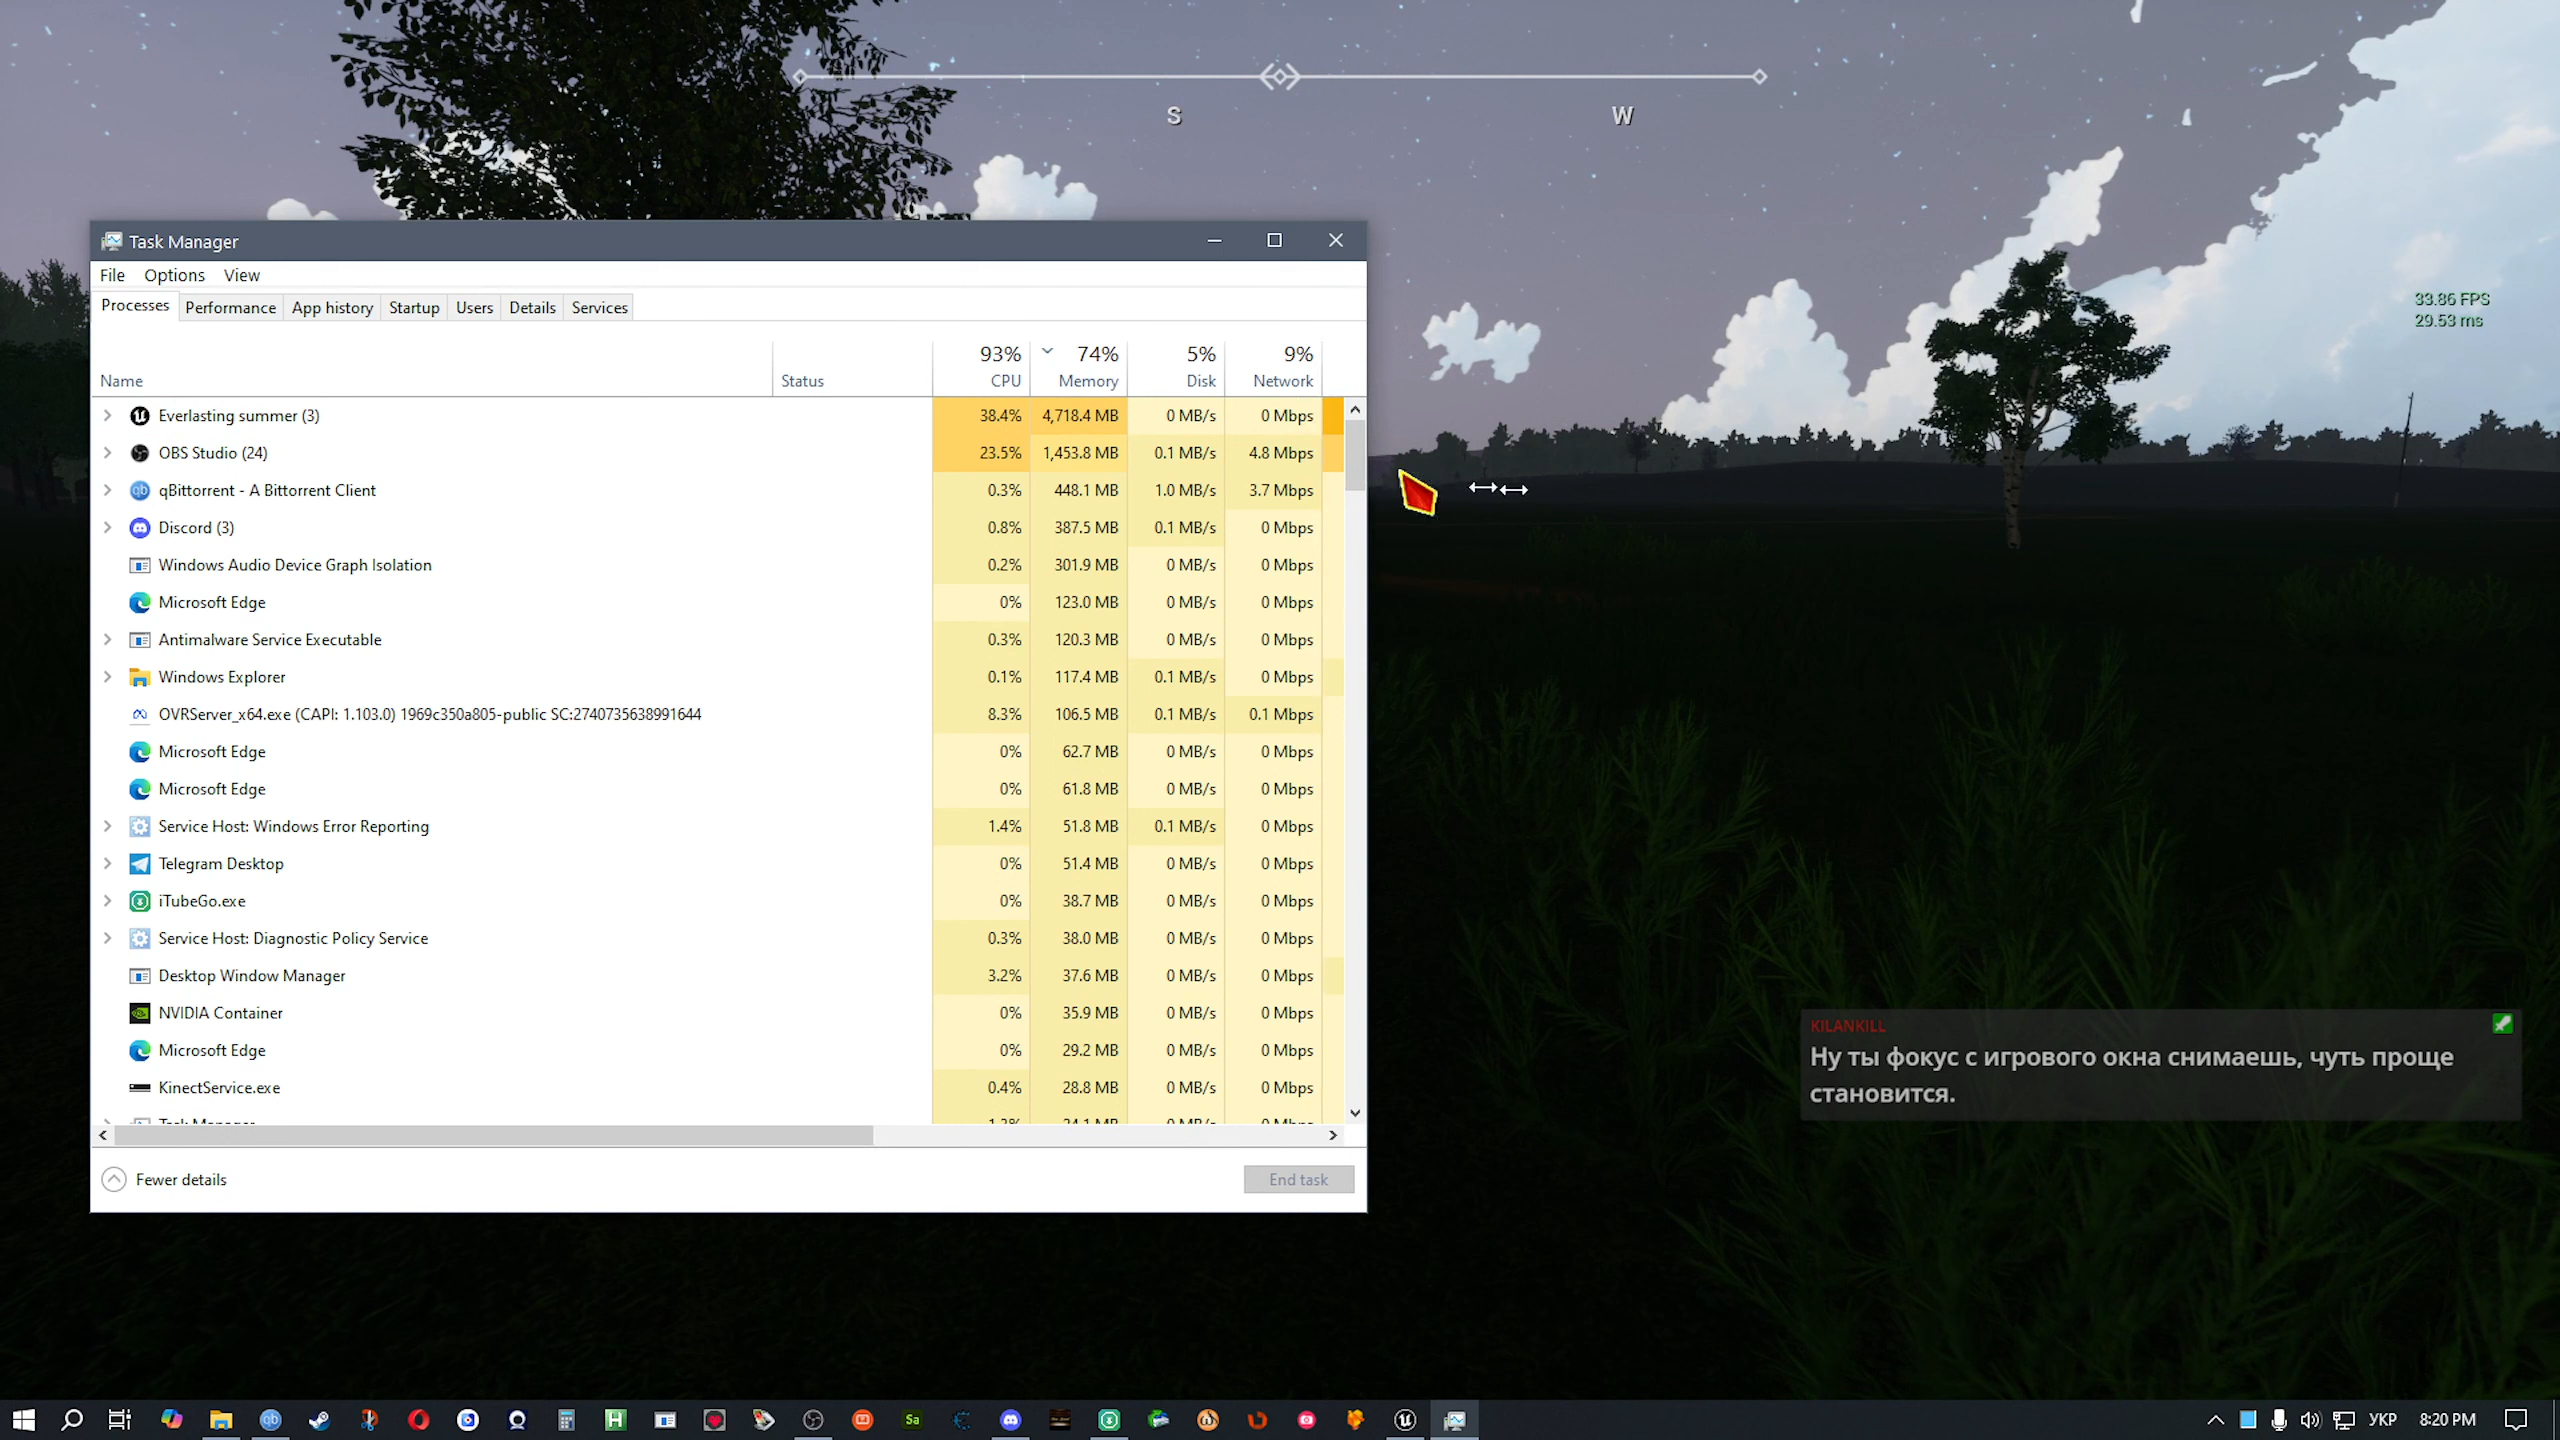 S W
Task Manager
File Options View
Processes Performance App history Startup Users Details Services
33.86 FPS
29.53 ms
93% 74% 5% 9%
Name Status CPU Memory Disk Network
Everlasting summer (3) 38.4% 4,718.4 MB 0 MB/s 0 Mbps
OBS Studio (24) 23.5% 1,453.8 MB 0.1 MB/s 4.8 Mbps
qBittorrent - A Bittorrent Client 0.3% 448.1 MB 1.0 MB/s 3.7 Mbps
Discord (3) 0.8% 387.5 MB 0.1 MB/s 0 Mbps
Windows Audio Device Graph Isolation 0.2% 301.9 MB 0 MB/s 0 Mbps
Microsoft Edge 0% 123.0 MB 0 MB/s 0 Mbps
Antimalware Service Executable 0.3% 120.3 MB 0 MB/s 0 Mbps
Windows Explorer 0.1% 117.4 MB 0.1 MB/s 0 Mbps
OVRServer_x64.exe (CAPI: 1.103.0) 1969c350a805-public SC:2740735638991644 8.3% 106.5 MB 0.1 MB/s 0.1 Mbps
Microsoft Edge 0% 62.7 MB 0 MB/s 0 Mbps
Microsoft Edge 0% 61.8 MB 0 MB/s 0 Mbps
Service Host: Windows Error Reporting 1.4% 51.8 MB 0.1 MB/s 0 Mbps
Telegram Desktop 0% 51.4 MB 0 MB/s 0 Mbps
iTubeGo.exe 0% 38.7 MB 0 MB/s 0 Mbps
Service Host: Diagnostic Policy Service 0.3% 38.0 MB 0 MB/s 0 Mbps
Desktop Window Manager 3.2% 37.6 MB 0 MB/s 0 Mbps
NVIDIA Container 0% 35.9 MB 0 MB/s 0 Mbps
Microsoft Edge 0% 29.2 MB 0 MB/s 0 Mbps
KinectService.exe 0.4% 28.8 MB 0 MB/s 0 Mbps
Task Manager
KILANKILL
Ну ты фокус с игрового окна снимаешь, чуть проще
становится.
Fewer details End task
УКР 8:20 PM